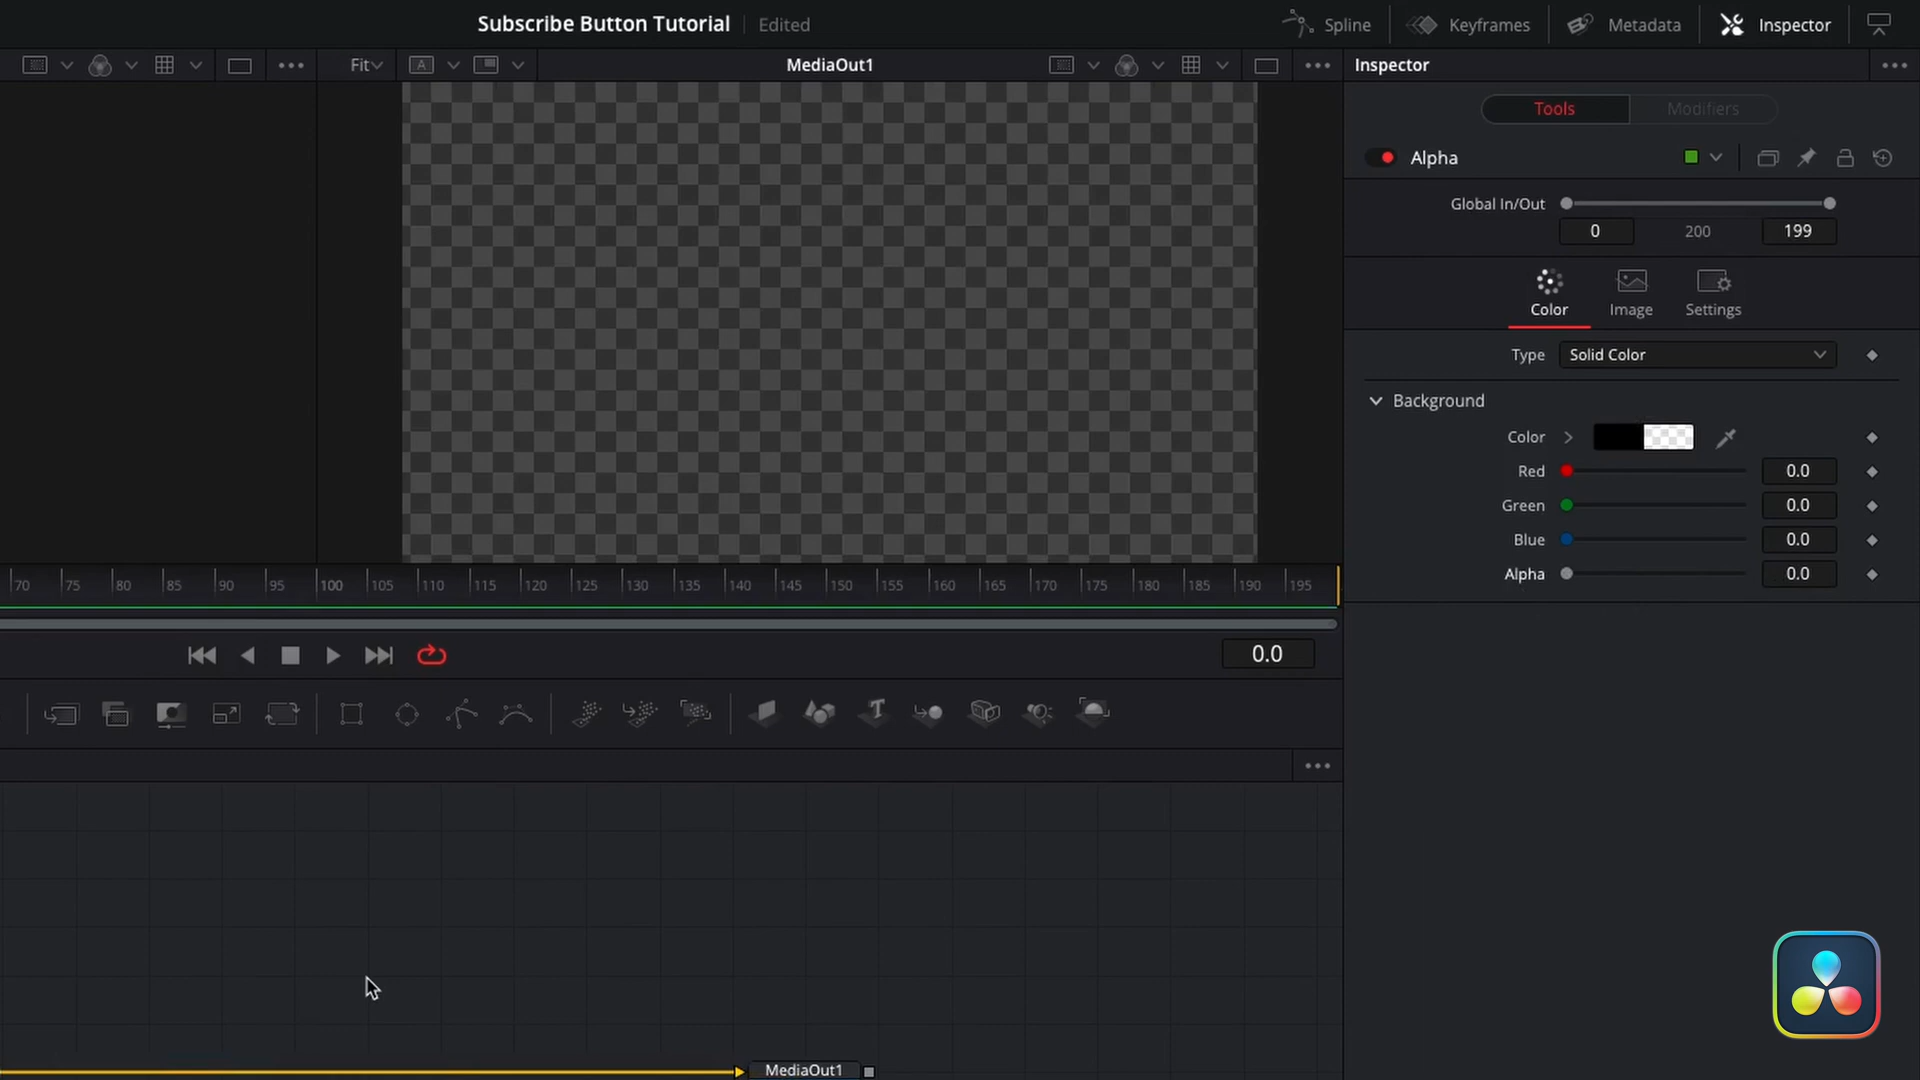 Subscribe Button Tutorial Edited Spline Keyframes Metadata Inspector
Fit A MediaOut1 Inspector
Tools Modifiers
Alpha
Global In/Out
0 200 199
Color Image Settings
Type Solid Color
Background
Color
Red 0.0
Green 0.0
Blue 0.0
Alpha 0.0
70 75 80 85 90 95 100 105 110 115 120 125 130 135 140 145 150 155 160 165 170 175 180 185 190 195
0.0
MediaOut1